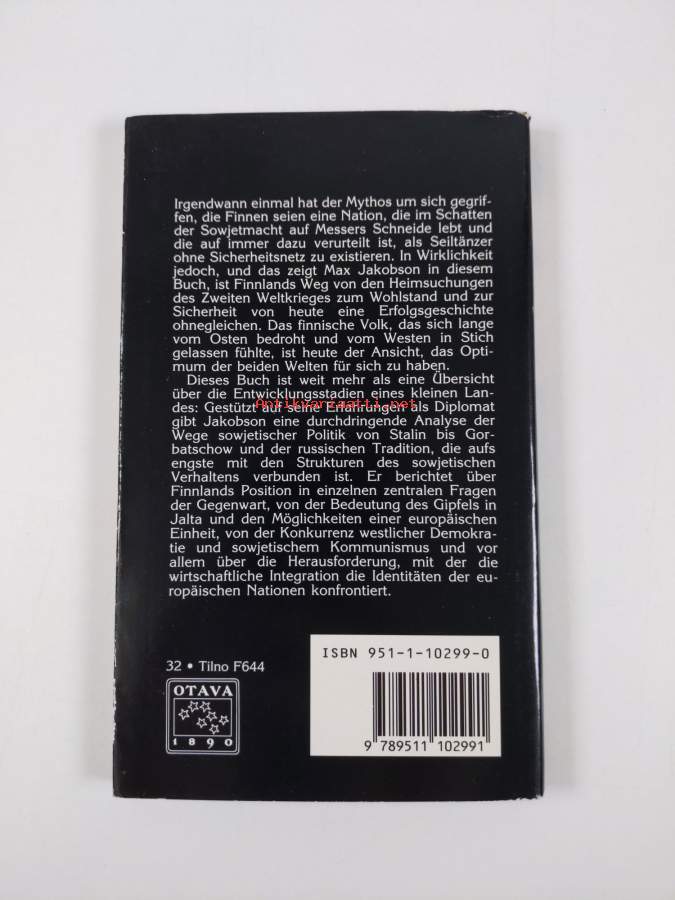 Irgendwann einmal hat der Mythos um sich gegrif-
fen, die Finnen seien eine Nation, die im Schatten
der Sowjetmacht auf Messers Schneide lebt und
die auf immer dazu verurteilt ist, als Seiltänzer
ohne Sicherheitsnetz zu existieren. In Wirklichkeit
jedoch, und das zeigt Max Jakobson in diesem
Buch, ist Finnlands Weg von den Heimsuchungen
des Zweiten Weltkrieges zum Wohlstand und zur
Sicherheit von heute eine Erfolgsgeschichte
ohnegleichen. Das finnische Volk, das sich lange
vom Osten bedroht und vom Westen in Stich
gelassen fühlte, ist heute der Ansicht, das Opti-
mum der beiden Welten für sich zu haben.
Dieses Buch ist weit mehr als eine Übersicht
über die Entwicklungsstadien eines kleinen Lan-
Antikvariaatti.net
des: Gestützt auf seine Erfahrungen als Diplomat
gibt Jakobson eine durchdringende Analyse der
Wege sowjetischer Politik von Stalin bis Gor-
batschow und der russischen Tradition, die aufs
engste mit den Strukturen des sowjetischen
Verhaltens verbunden ist. Er berichtet über
Finnlands Position in einzelnen zentralen Fragen
der Gegenwart, von der Bedeutung des Gipfels in
Jalta und den Möglichkeiten einer europäischen
Einheit, von der Konkurrenz westlicher Demokra-
tie und sowjetischem Kommunismus und vor
allem über die Herausforderung, mit der die
wirtschaftliche Integration die Identitäten der eu-
ropäischen Nationen konfrontiert.
32 • Tilno F644
OTAVA
1890
ISBN 951-1-10299-0
9 789511 102991